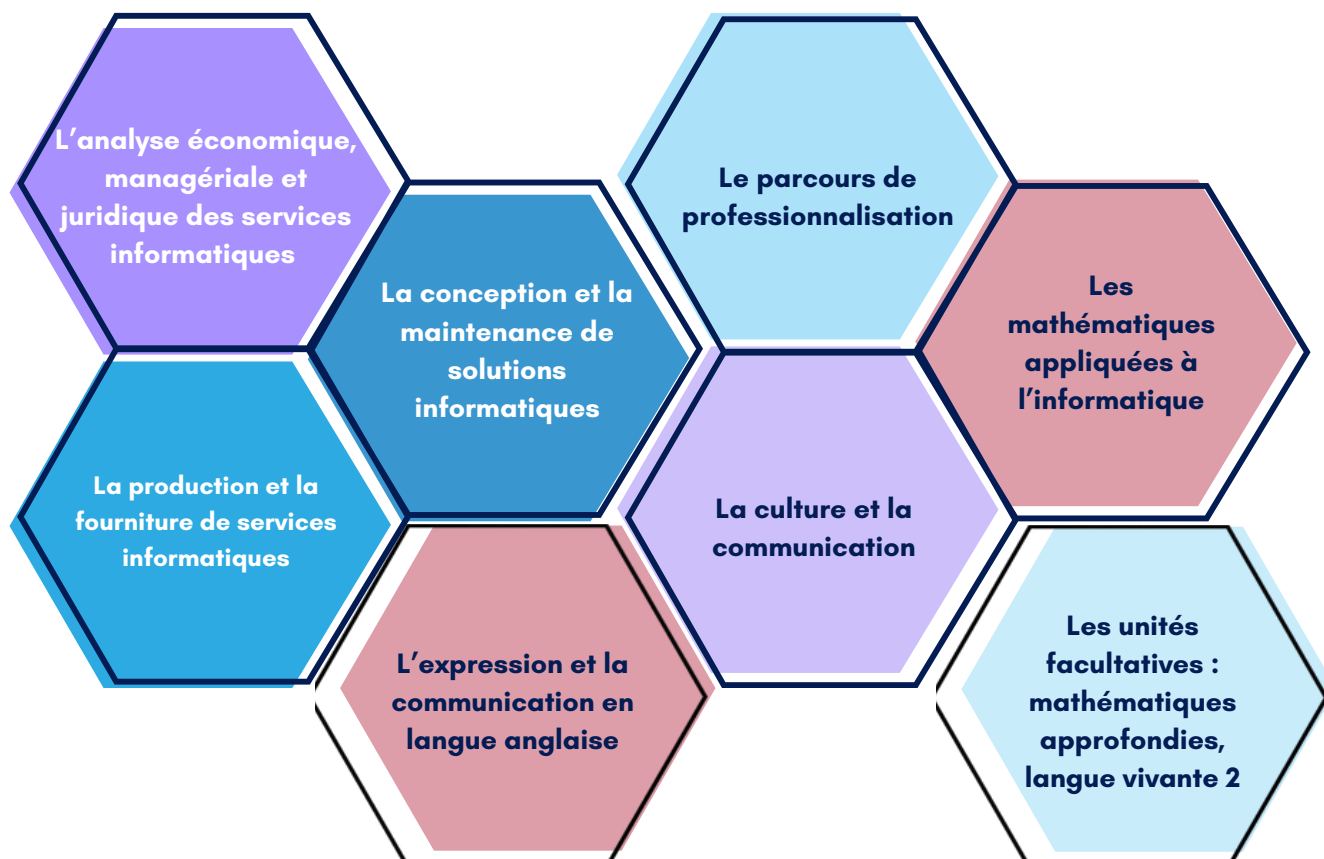 L’analyse économique,
managériale et
juridique des services
informatiques
Le parcours de
professionnalisation
La conception et la
maintenance de
solutions
informatiques
Les
mathématiques
appliquées à
l’informatique
La production et la
fourniture de services
informatiques
La culture et la
communication
L’expression et la
communication en
langue anglaise
Les unités
facultatives :
mathématiques
approfondies,
langue vivante 2